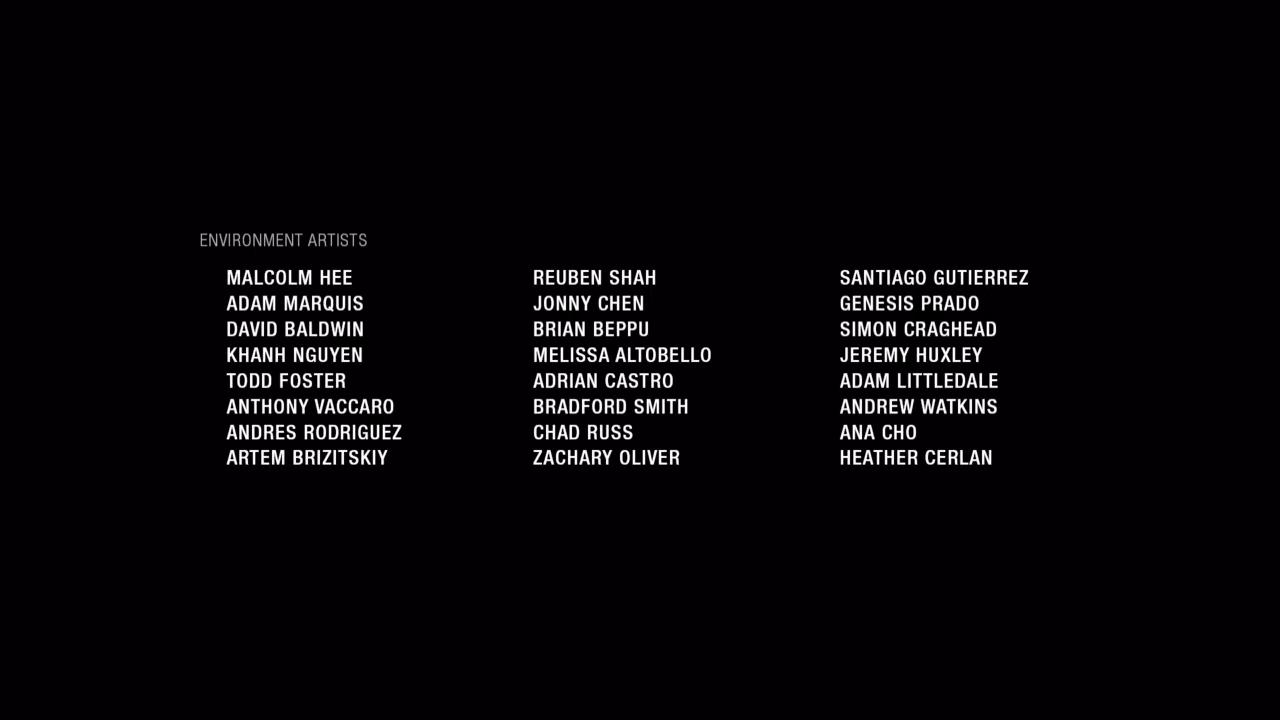 ENVIRONMENT ARTISTS
MALCOLM HEE
ADAM MARQUIS
DAVID BALDWIN
KHANH NGUYEN
TODD FOSTER
ANTHONY VACCARO
ANDRES RODRIGUEZ
ARTEM BRIZITSKIY
REUBEN SHAH
JONNY CHEN
BRIAN BEPPU
MELISSA ALTOBELLO
ADRIAN CASTRO
BRADFORD SMITH
CHAD RUSS
ZACHARY OLIVER
SANTIAGO GUTIERREZ
GENESIS PRADO
SIMON CRAGHEAD
JEREMY HUXLEY
ADAM LITTLEDALE
ANDREW WATKINS
ANA CHO
HEATHER CERLAN